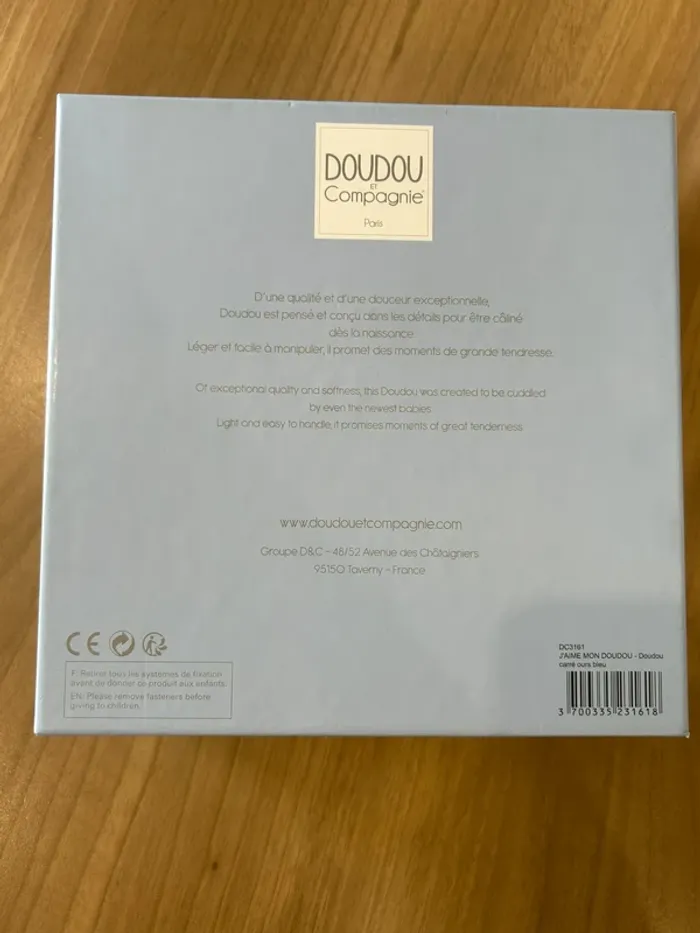 DOUDOU
ET
Compagnie
Paris
D'une qualité et d'une douceur exceptionnelle,
Doudou est pensé et conçu dans les détails pour être câliné
dès la naissance.
Léger et facile à manipuler, il promet des moments de grande tendresse.
Of exceptional quality and softness, this Doudou was created to be cuddled
by even the newest babies
Light and easy to handle, it promises moments of great tenderness
www.doudouetcompagnie.com
Groupe D&C - 48/52 Avenue des Châtaigniers
95150 Taverny - France
CE
F: Retirer tous les systèmes de fixation
avant de donner ce produit aux enfants.
EN: Please remove fasteners before
giving to children.
DC3161
J'AIME MON DOUDOU - Doudou
carré ours bleu
3 700335 231618